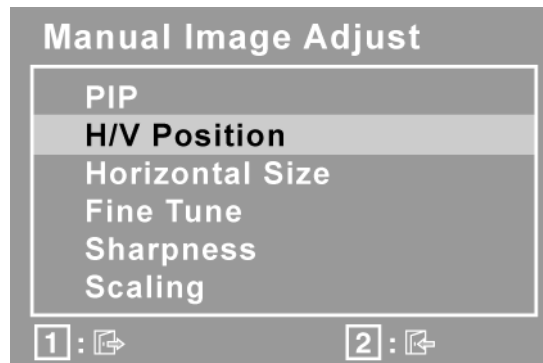 Manual Image Adjust
PIP
H/V Position
Horizontal Size
Fine Tune
Sharpness
Scaling
1 : 2 :